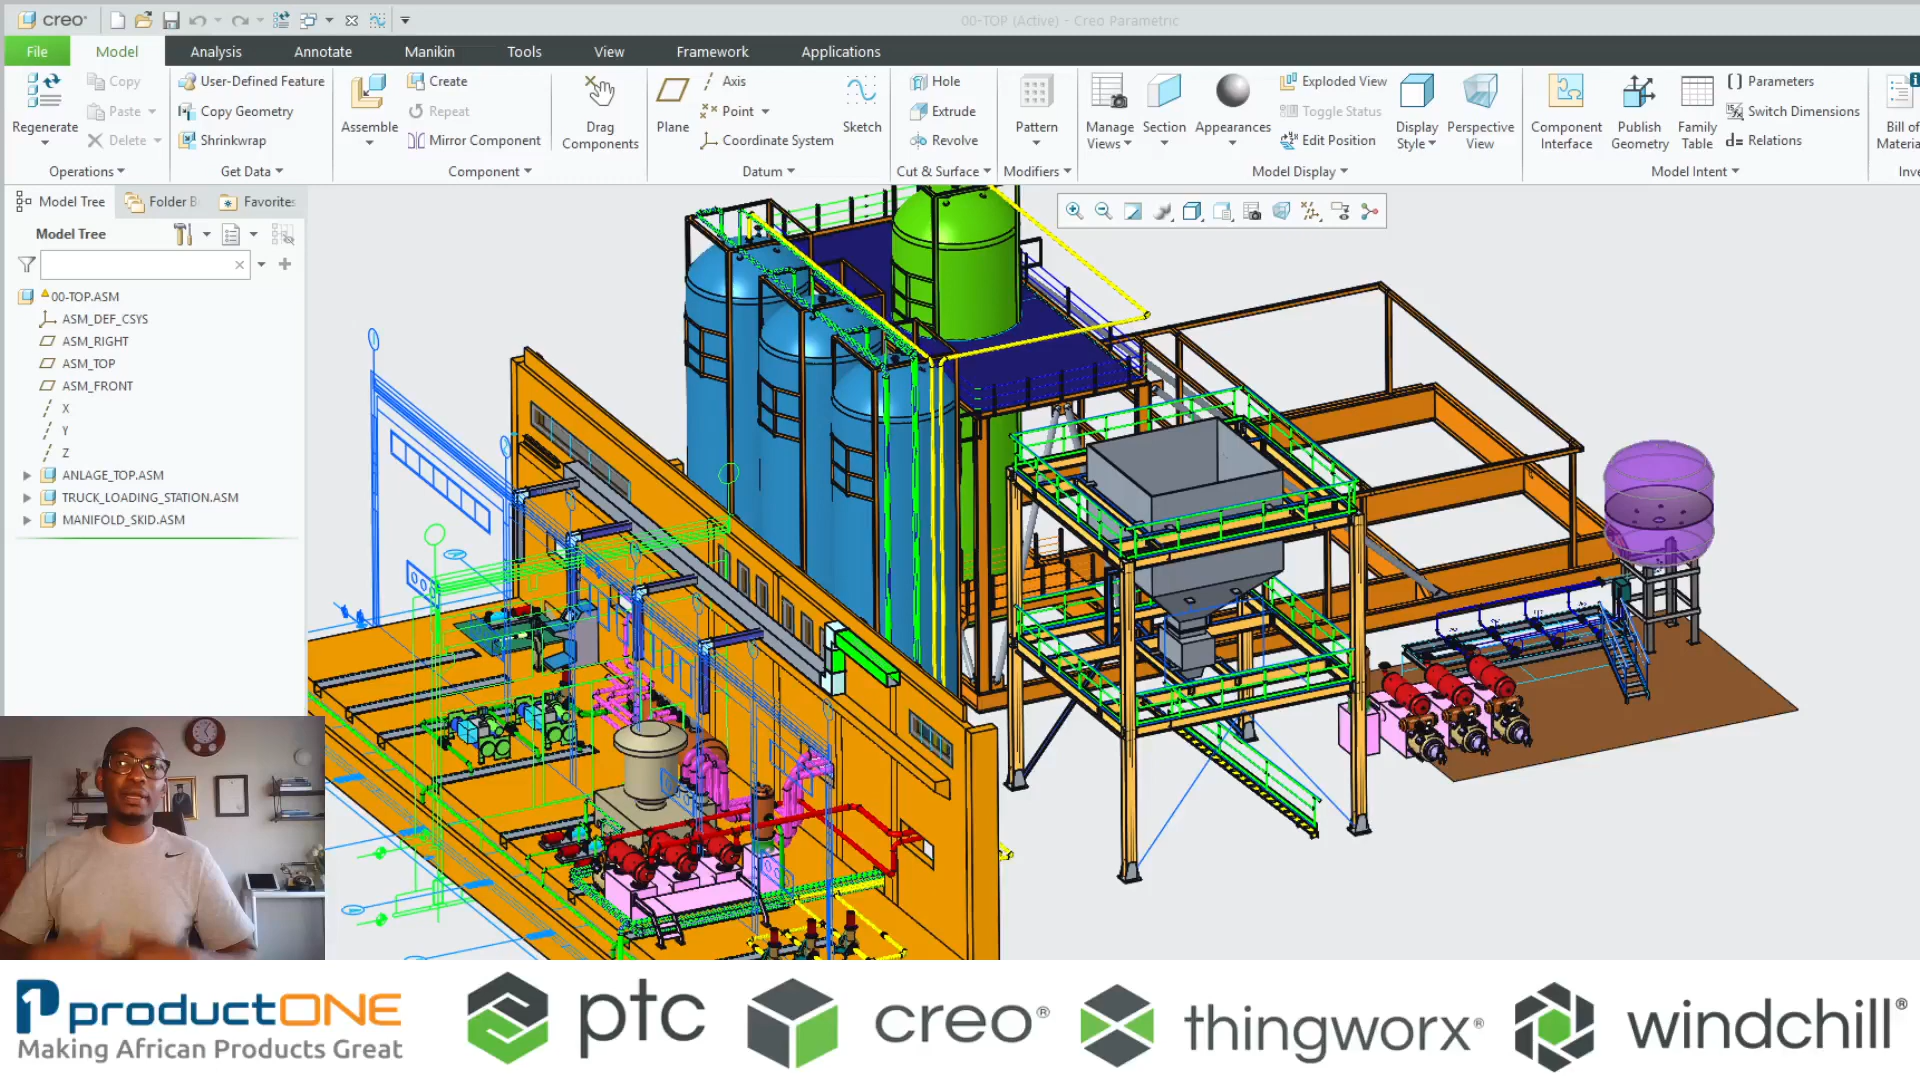 creo®
00-TOP (Active) - Creo Parametric
File
Model
Analysis
Annotate
Manikin
Tools
View
Framework
Applications
Regenerate
Copy
Paste
Delete
Operations
User-Defined Feature
Copy Geometry
Shrinkwrap
Get Data
Assemble
Create
Repeat
Mirror Component
Component
Drag
Components
Plane
Axis
Point
Coordinate System
Sketch
Datum
Hole
Extrude
Revolve
Cut & Surface
Pattern
Modifiers
Manage
Views
Section
Appearances
Exploded View
Toggle Status
Edit Position
Display
Style
Perspective
View
Model Display
Component
Interface
Publish
Geometry
Family
Table
Parameters
Switch Dimensions
d= Relations
Model Intent
Bill of
Materia
Inve
Model Tree
Folder B
Favorites
Model Tree
00-TOP.ASM
ASM_DEF_CSYS
ASM_RIGHT
ASM_TOP
ASM_FRONT
X
Y
Z
ANLAGE_TOP.ASM
TRUCK_LOADING_STATION.ASM
MANIFOLD_SKID.ASM
productONE
Making African Products Great
ptc
creo®
thingworx®
windchill®